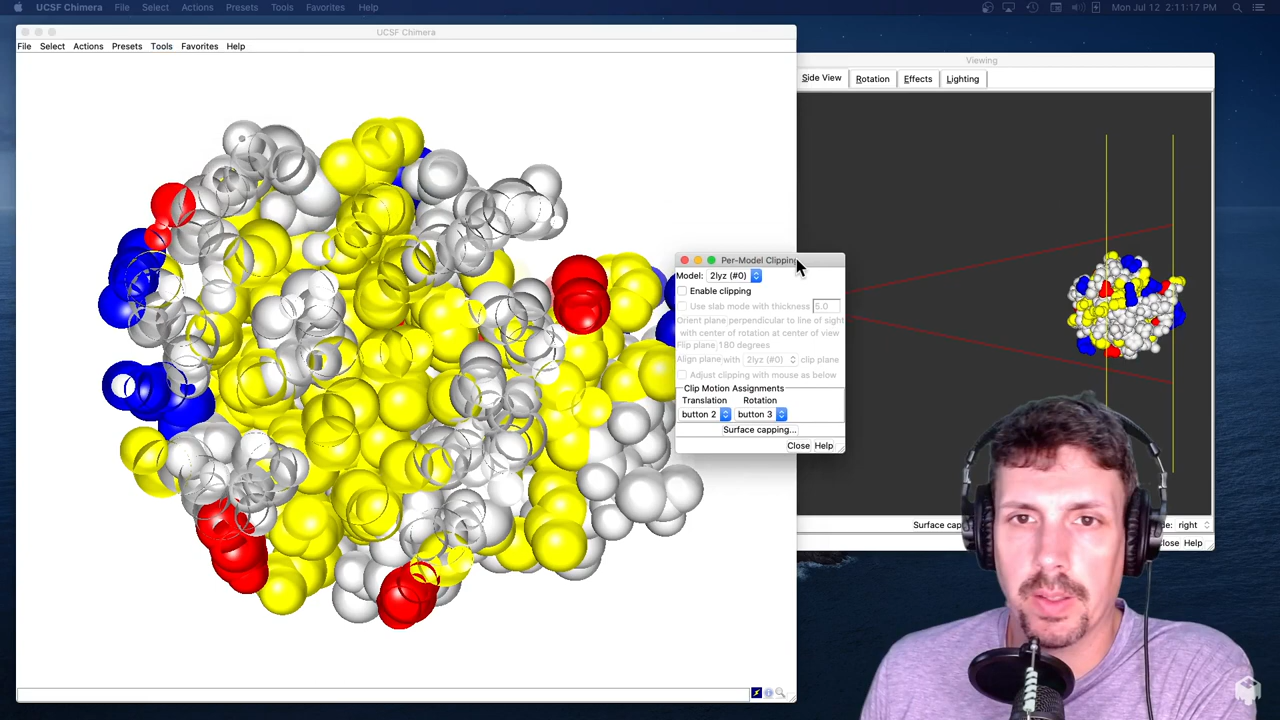 UCSF Chimera File Select Actions Presets Tools Favorites Help Mon Jul 12 2:11:17 PM
UCSF Chimera
File Select Actions Presets Tools Favorites Help
Viewing
Side View Rotation Effects Lighting
Per-Model Clipping
Model: 2lyz (#0)
Enable clipping
Use slab mode with thickness 5.0
Orient plane perpendicular to line of sight
with center of rotation at center of view
Flip plane 180 degrees
Align plane with 2lyz (#0) clip plane
Adjust clipping with mouse as below
Clip Motion Assignments
Translation Rotation
button 2 button 3
Surface capping...
Close Help
Surface right
Help